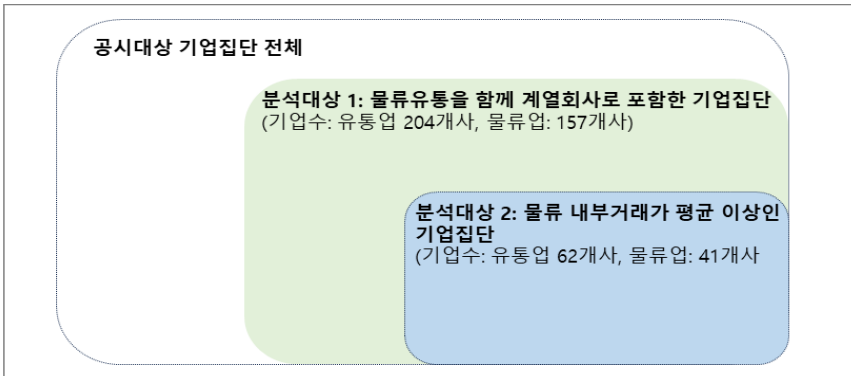 공시대상 기업집단 전체
분석대상 1: 물류유통을 함께 계열회사로 포함한 기업집단
(기업수: 유통업 204개사, 물류업: 157개사)
분석대상 2: 물류 내부거래가 평균 이상인
기업집단
(기업수: 유통업 62개사, 물류업: 41개사